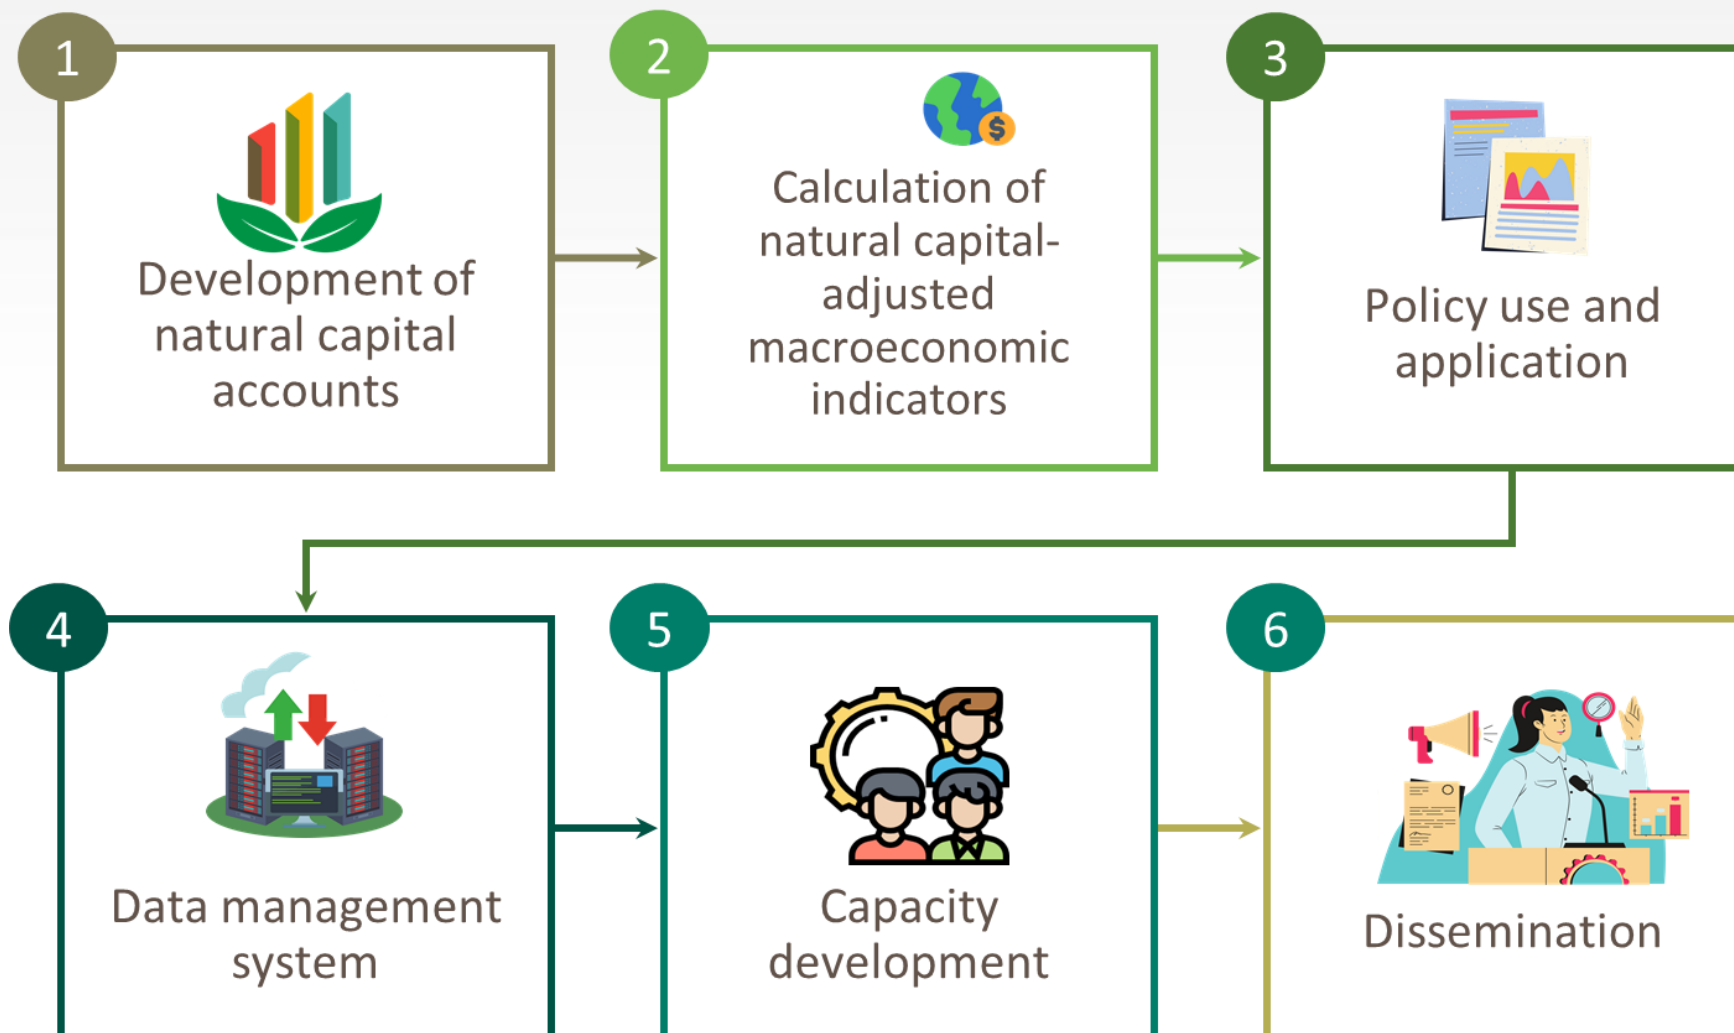 1
Development of
natural capital
accounts
2
$
Calculation of
natural capital-
adjusted
macroeconomic
indicators
3
Policy use and
application
4
Data management
system
5
Capacity
development
6
Dissemination